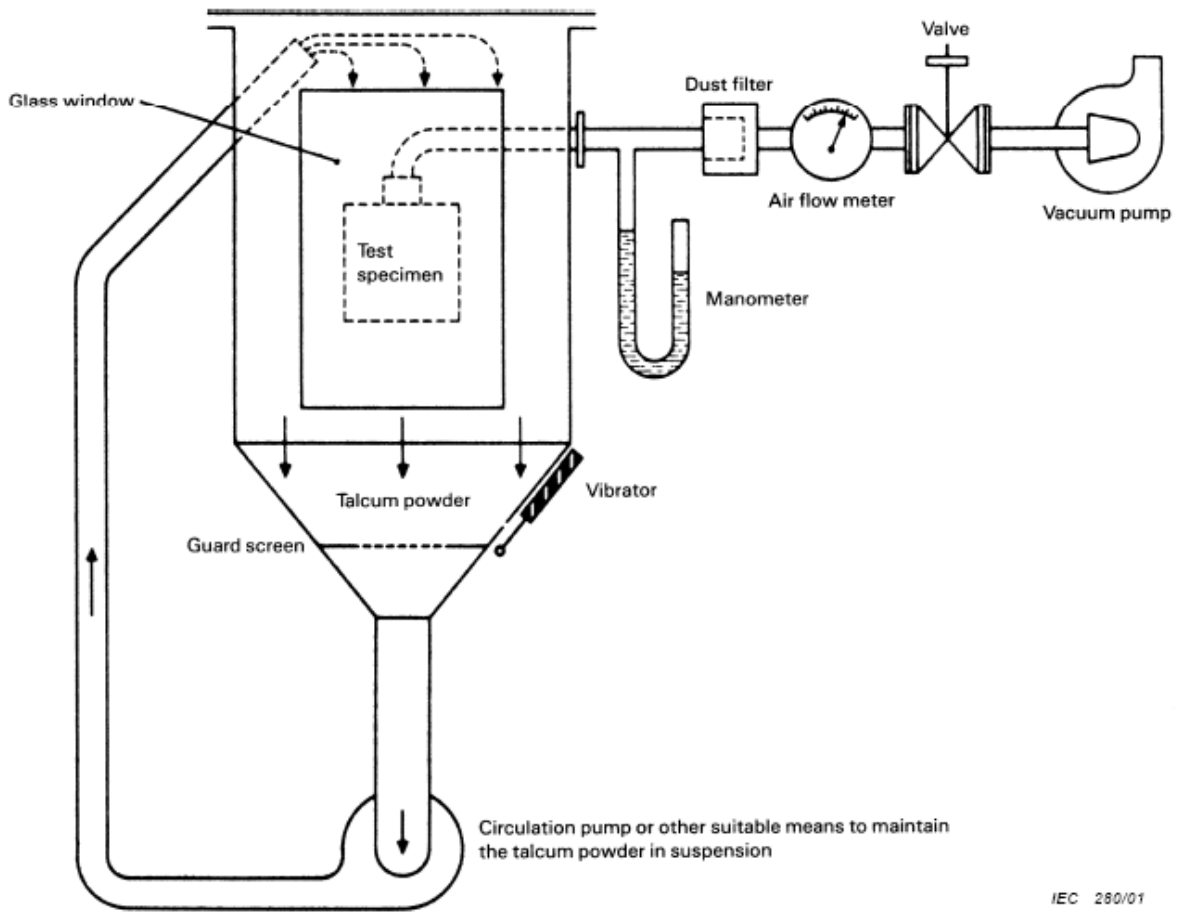 Valve
Dust filter
Glass window
Air flow meter
Vacuum pump
Test
specimen
Manometer
Vibrator
Talcum powder
Guard screen
Circulation pump or other suitable means to maintain
the talcum powder in suspension
IEC 280/01